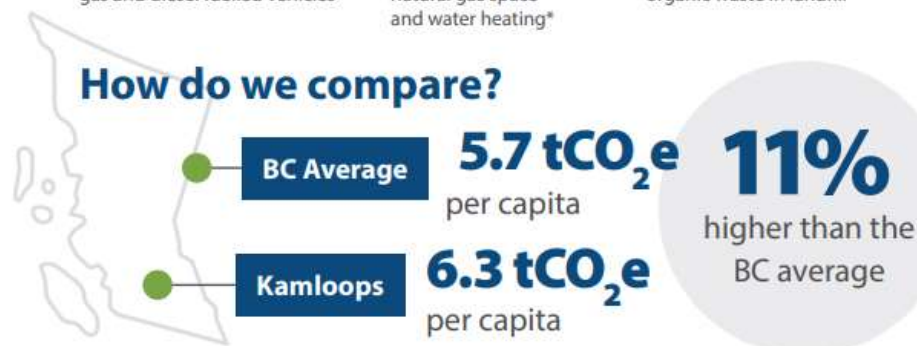 and water heating*
How do we compare?
BC Average
5.7 tCO₂e
per capita
Kamloops
6.3 tCO₂e
per capita
11%
higher than the
BC average